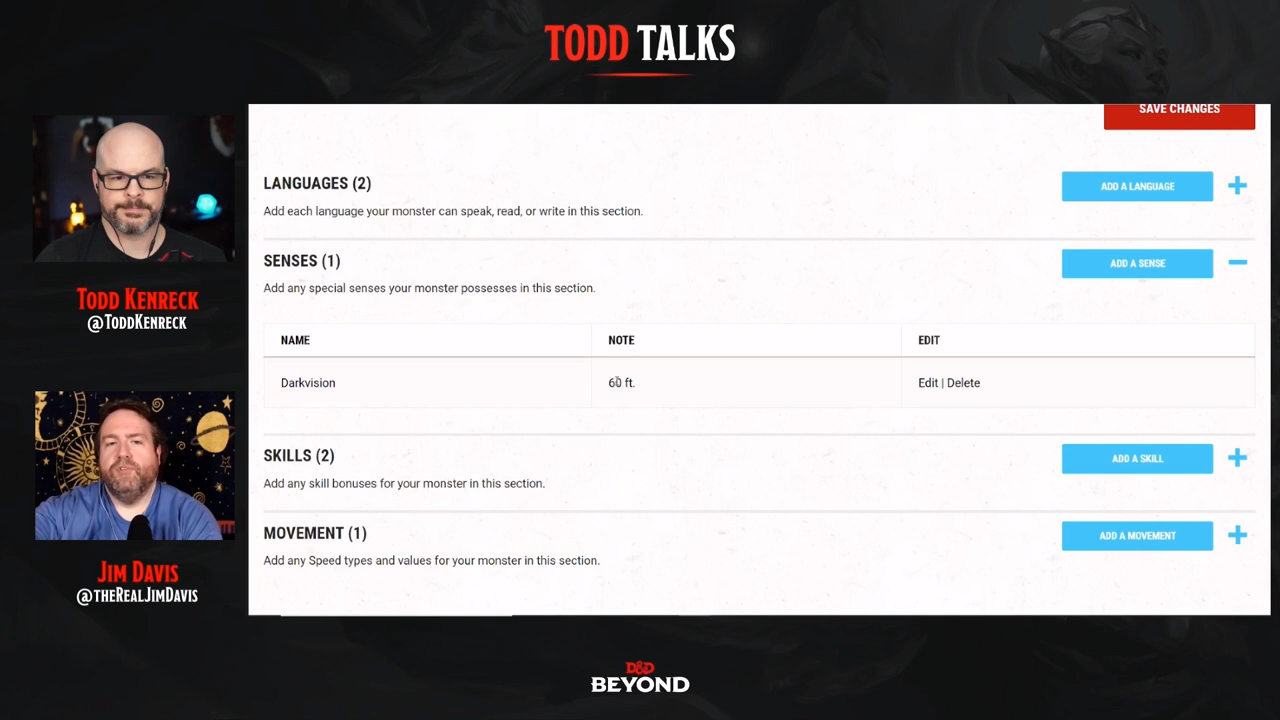 TODD TALKS
SAVE CHANGES
LANGUAGES (2)
ADD A LANGUAGE
Add each language your monster can speak, read, or write in this section.
SENSES (1)
ADD A SENSE
Add any special senses your monster possesses in this section.
NAME NOTE EDIT
Darkvision 60 ft. Edit | Delete
SKILLS (2)
ADD A SKILL
Add any skill bonuses for your monster in this section.
MOVEMENT (1)
ADD A MOVEMENT
Add any Speed types and values for your monster in this section.
TODD KENRECK
@TODDKENRECK
JIM DAVIS
@THEREALJIMDAVIS
D&D
BEYOND